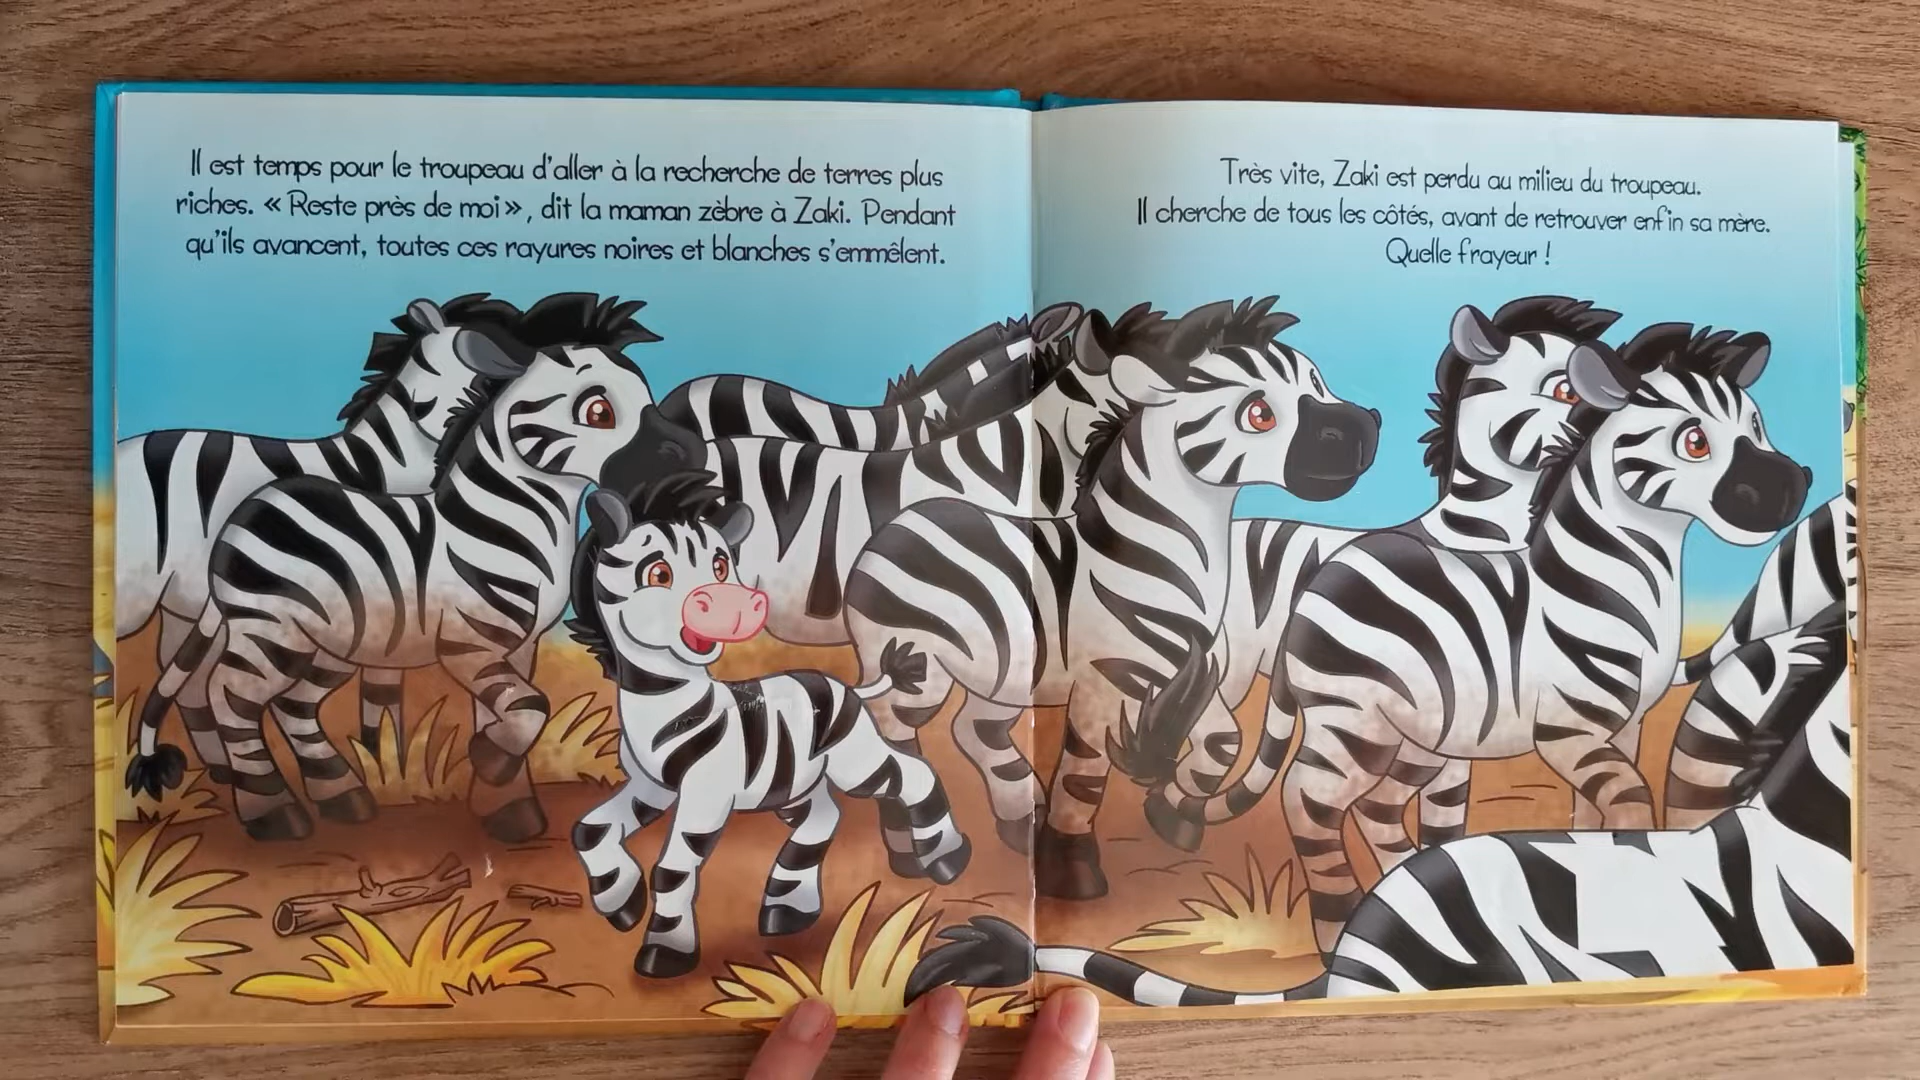 Il est temps pour le troupeau d'aller à la recherche de terres plus
riches. « Reste près de moi », dit la maman zèbre à Zaki. Pendant
qu'ils avancent, toutes ces rayures noires et blanches s'emmêlent.
Très vite, Zaki est perdu au milieu du troupeau.
Il cherche de tous les côtés, avant de retrouver enfin sa mère.
Quelle frayeur !